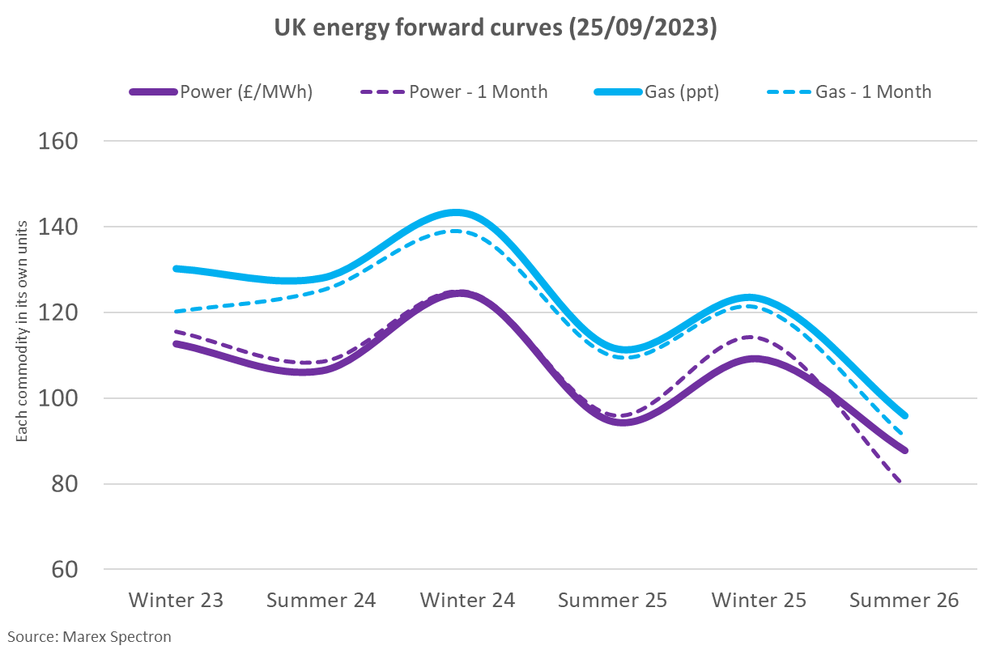 UK energy forward curves (25/09/2023)
Power (£/MWh) Power - 1 Month Gas (ppt) Gas - 1 Month
Each commodity in its own units
160
140
120
100
80
60
Winter 23 Summer 24 Winter 24 Summer 25 Winter 25 Summer 26
Source: Marex Spectron